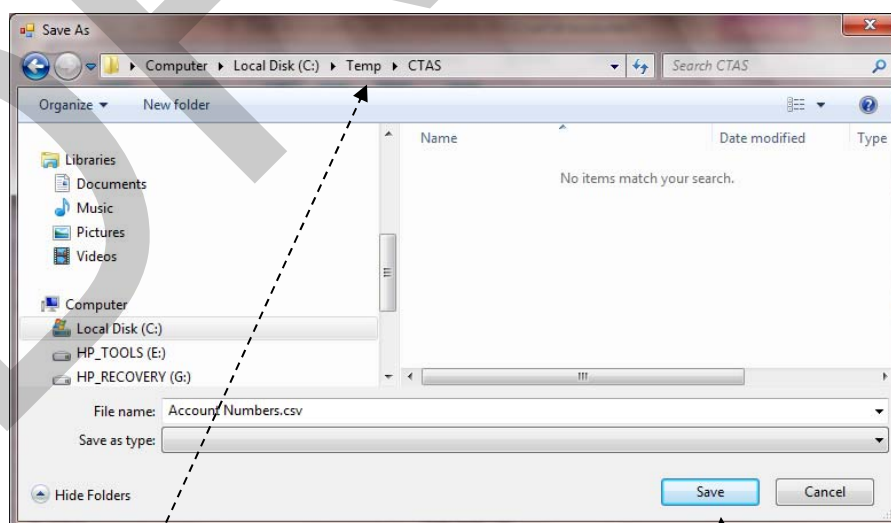 Save As
Computer Local Disk (C:) Temp CTAS Search CTAS
Organize New folder
Name Date modified Type
Libraries
No items match your search.
Documents
Music
Pictures
Videos
Computer
Local Disk (C:)
HP_TOOLS (E:)
HP_RECOVERY (G:)
File name: Account Numbers.csv
Save as type:
Hide Folders Save Cancel